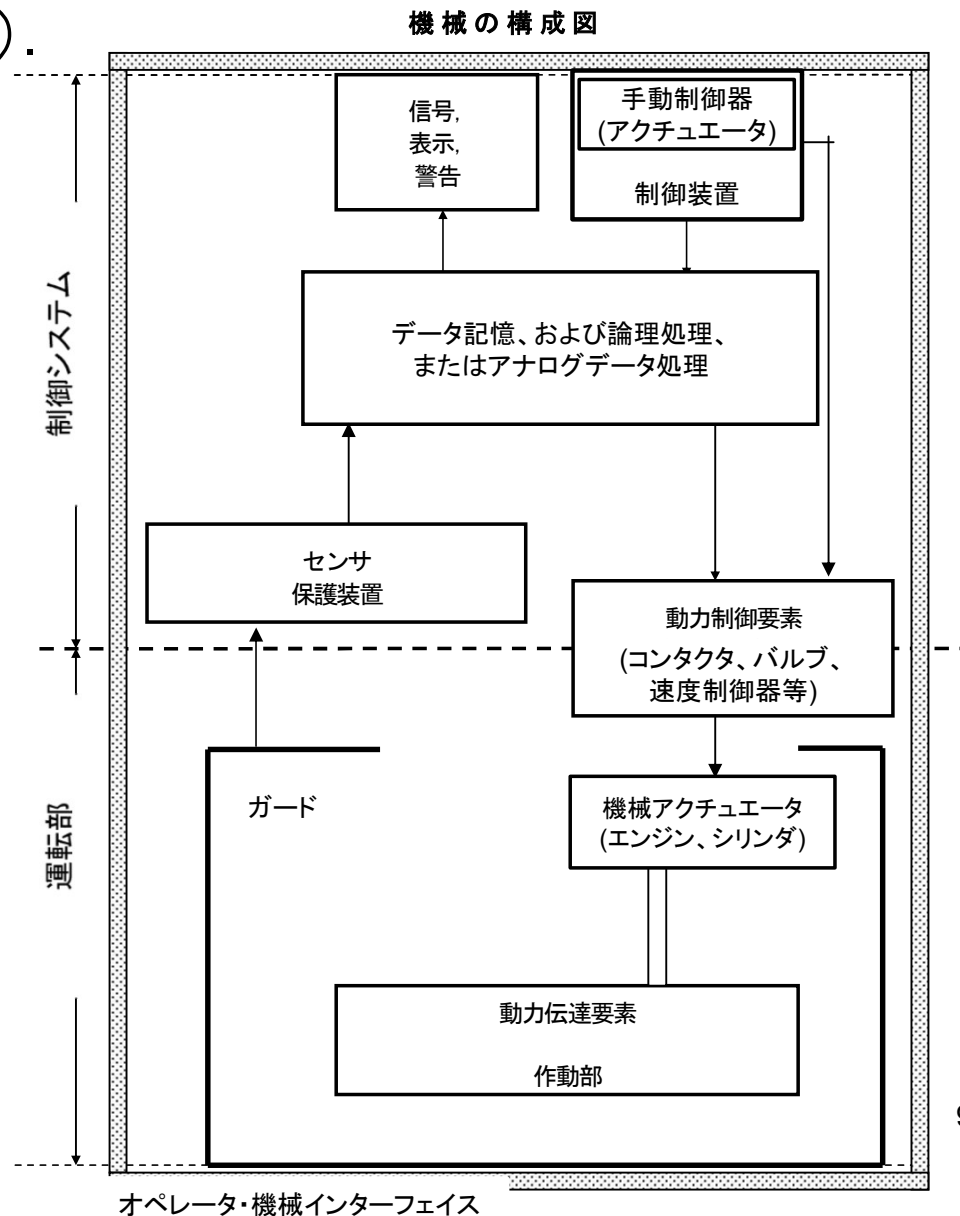 機械の構成図
信号,
表示,
警告
手動制御器
(アクチュエータ)
制御装置
制御システム
データ記憶、および論理処理、
またはアナログデータ処理
センサ
保護装置
動力制御要素
(コンタクタ、バルブ、
速度制御器等)
運転部
ガード
機械アクチュエータ
(エンジン、シリンダ)
動力伝達要素
作動部
オペレータ・機械インターフェイス